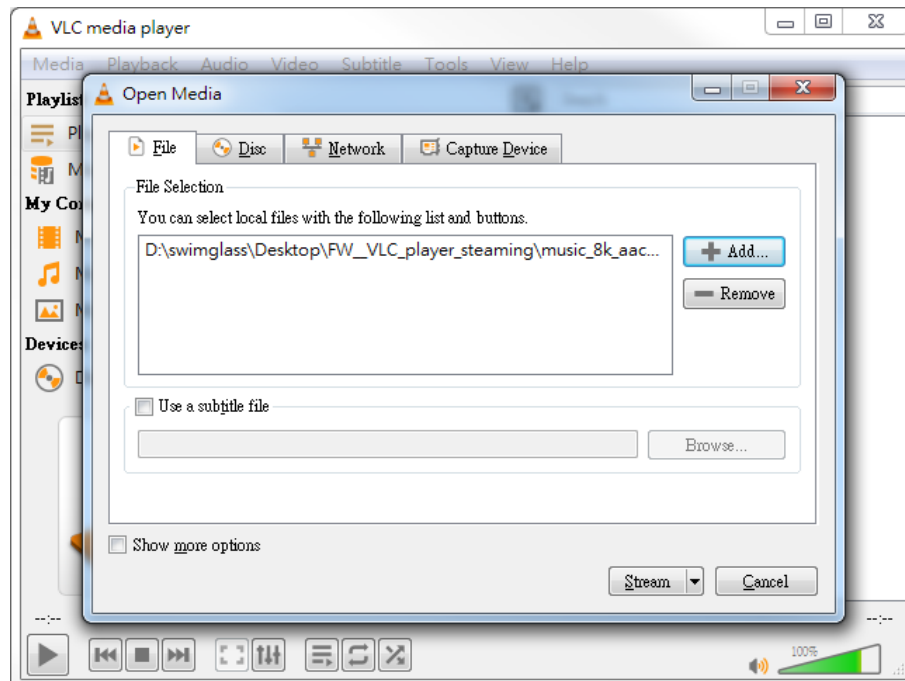 VLC media player
Media Playback Audio Video Subtitle Tools View Help
Playlist
Open Media
File Disc Network Capture Device
File Selection
You can select local files with the following list and buttons.
D:\swimglass\Desktop\FW__VLC_player_steaming\music_8k_aac...
Add...
Remove
My Co
Devices
Use a subtitle file
Browse...
Show more options
Stream Cancel
--:-- --:--
100%